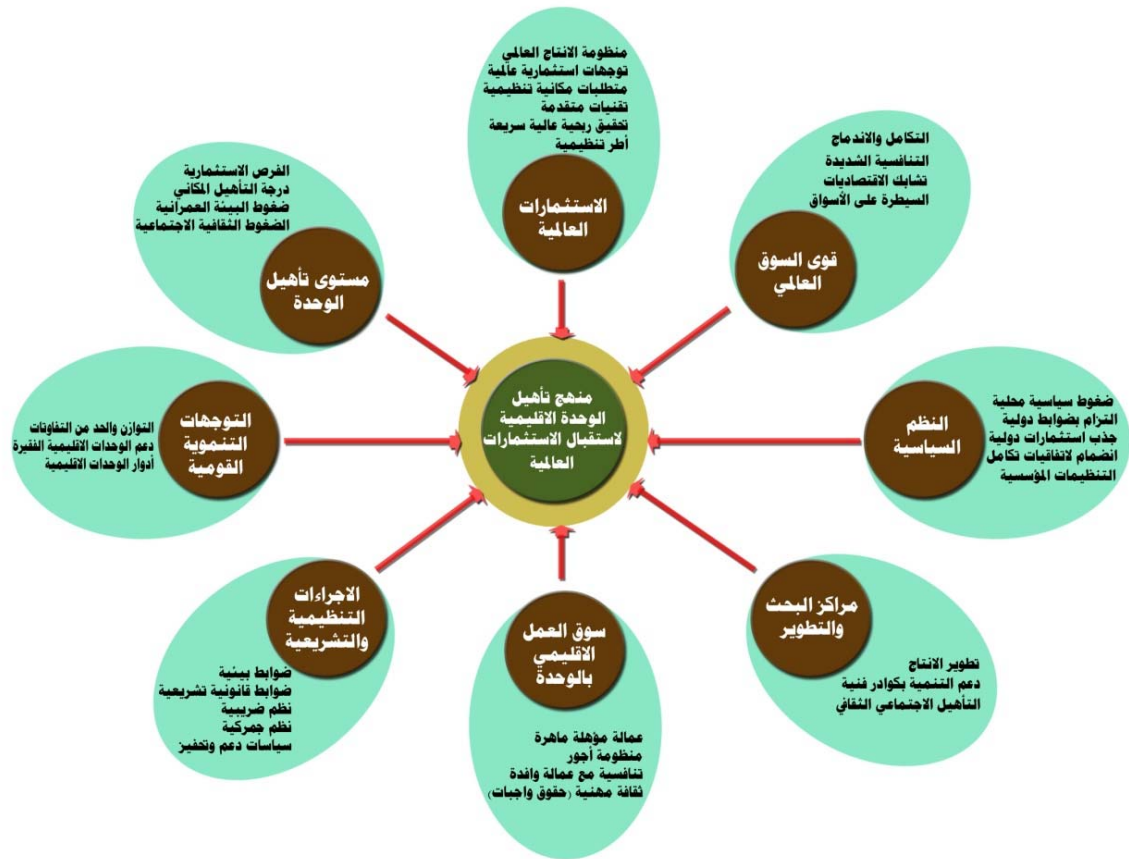 منظومة الانتاج العالمي
توجهات استثمارية عالمية
متطلبات مكانية تنظيمية
تقنيات متقدمة
تحقيق ربحية عالية سريعة
أطر تنظيمية
الاستثمارات
العالمية
التكامل والاندماج
التنافسية الشديدة
تشابك الاقتصاديات
السيطرة على الأسواق
قوى السوق
العالمي
ضغوط سياسية محلية
التزام بضوابط دولية
جذب استثمارات دولية
انضمام لاتفاقيات تكامل
التنظيمات المؤسسية
النظم
السياسية
مراكز البحث
والتطوير
تطوير الانتاج
دعم التنمية بكوادر فنية
التأهيل الاجتماعي الثقافي
سوق العمل
الاقليمي
بالوحدة
عمالة مؤهلة ماهرة
منظومة أجور
تنافسية مع عمالة وافدة
ثقافة مهنية (حقوق واجبات)
الاجراءات
التنظيمية
والتشريعية
ضوابط بيئية
ضوابط قانونية تشريعية
نظم ضريبية
نظم جمركية
سياسات دعم وتحفيز
التوجهات
التنموية
القومية
التوازن والحد من التفاوتات
دعم الوحدات الاقليمية الفقيرة
أدوار الوحدات الاقليمية
الفرص الاستثمارية
درجة التأهيل المكاني
ضغوط البيئة العمرانية
الضغوط الثقافية الاجتماعية
مستوى تأهيل
الوحدة
منهج تأهيل
الوحدة الاقليمية
لاستقبال الاستثمارات
العالمية